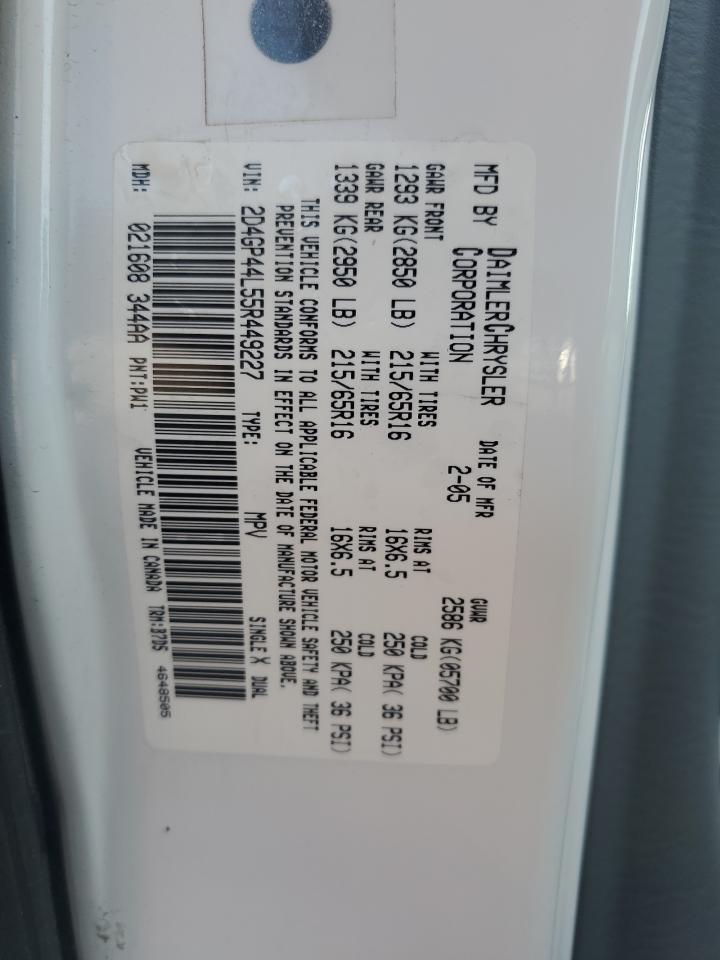 MFD BY DAIMLERCHRYSLER CORPORATION DATE OF MFR 2-05 GVWR 2586 KG(05700 LB)
GAWR FRONT WITH TIRES RIMS AT COLD
1293 KG(2850 LB) 215/65R16 16X6.5 250 KPA( 36 PSI)
GAWR REAR WITH TIRES RIMS AT COLD
1339 KG(2950 LB) 215/65R16 16X6.5 250 KPA( 36 PSI)
THIS VEHICLE CONFORMS TO ALL APPLICABLE FEDERAL MOTOR VEHICLE SAFETY AND THEFT
PREVENTION STANDARDS IN EFFECT ON THE DATE OF MANUFACTURE SHOWN ABOVE.
VIN: 2D4GP44L55R449227 TYPE: MPV SINGLE X DUAL
MDH: 021608 344AA PNT:PW1 VEHICLE MADE IN CANADA TRM:B7D5 4648505